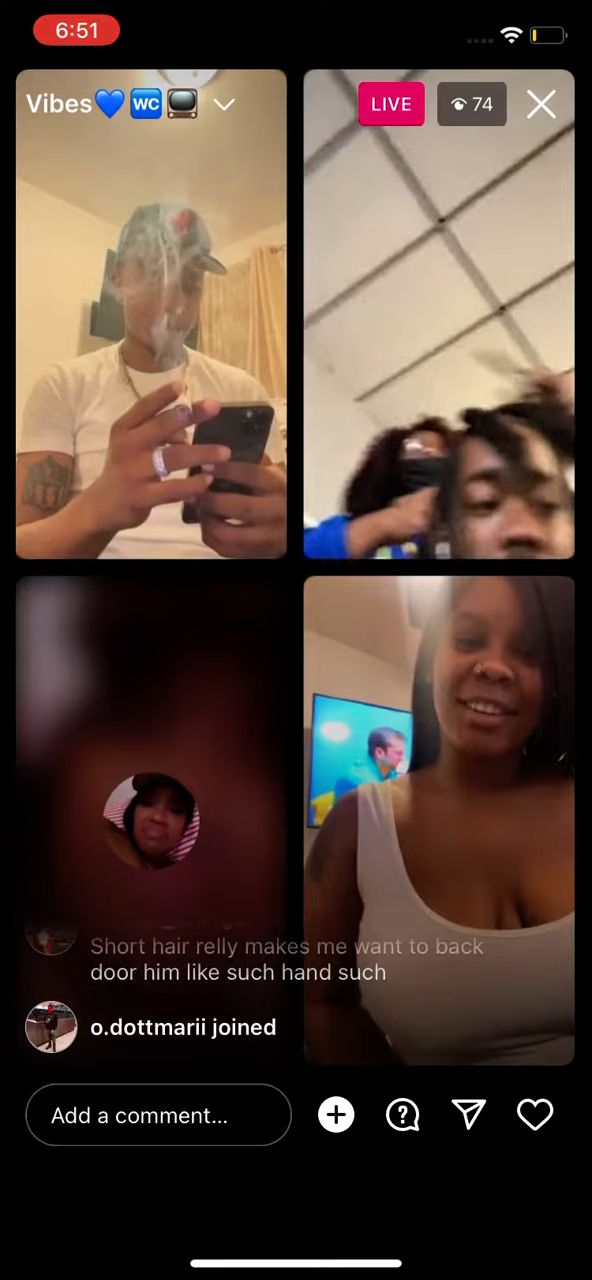 6:51
Vibes💙🚾📺
LIVE
74
Short hair relly makes me want to back
door him like such hand such
o.dottmarii joined
Add a comment...